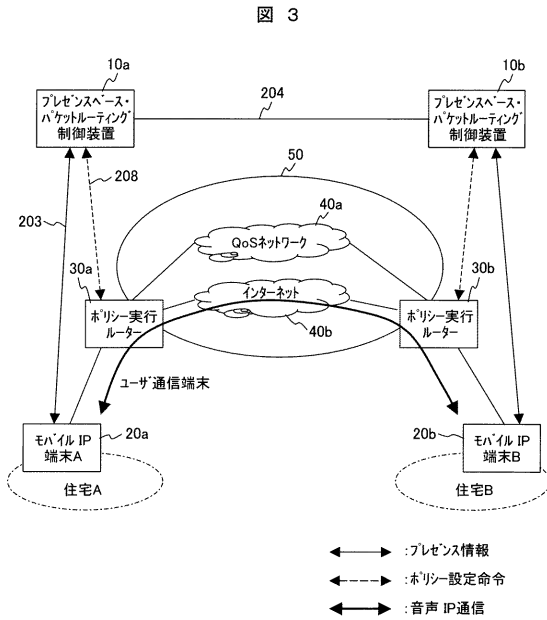 図 3
10a
10b
プレゼンスベース・
パケットルーティング
制御装置
プレゼンスベース・
パケットルーティング
制御装置
204
208
50
203
40a
QoSネットワーク
30a
30b
インターネット
ポリシー実行
ルーター
ポリシー実行
ルーター
40b
ユーザ通信端末
20a
20b
モバイル IP
端末A
モバイル IP
端末B
住宅A
住宅B
:プレゼンス情報
:ポリシー設定命令
:音声 IP通信